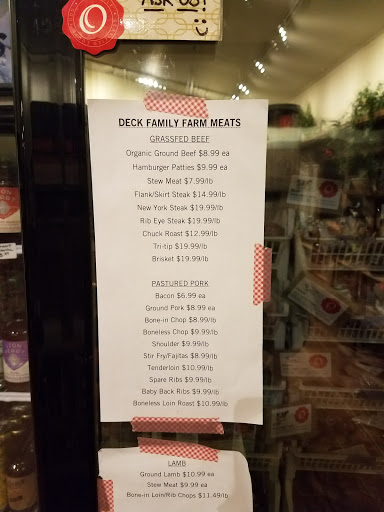 ASK US!
DECK FAMILY FARM MEATS
GRASSFED BEEF
Organic Ground Beef $8.99 ea
Hamburger Patties $9.99 ea
Stew Meat $7.99/lb
Flank/Skirt Steak $14.99/lb
New York Steak $19.99/lb
Rib Eye Steak $19.99/lb
Chuck Roast $12.99/lb
Tri-tip $19.99/lb
Brisket $19.99/lb
PASTURED PORK
Bacon $6.99 ea
Ground Pork $8.99 ea
Bone-in Chop $8.99/lb
Boneless Chop $9.99/lb
Shoulder $9.99/lb
Stir Fry/Fajitas $8.99/lb
Tenderloin $10.99/lb
Spare Ribs $9.99/lb
Baby Back Ribs $9.99/lb
Boneless Loin Roast $10.99/lb
LAMB
Ground Lamb $10.99 ea
Stew Meat $9.99 ea
Bone-in Loin/Rib Chops $11.49/lb